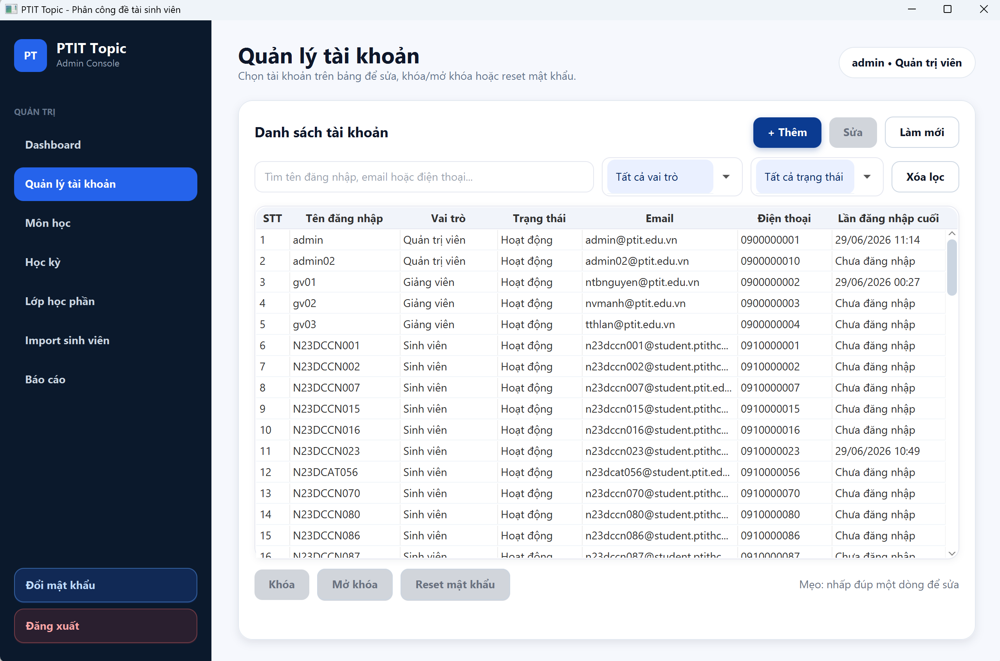 PTIT Topic - Phân công đề tài sinh viên
PT
PTIT Topic
Admin Console
QUẢN TRỊ
Dashboard
Quản lý tài khoản
Môn học
Học kỳ
Lớp học phần
Import sinh viên
Báo cáo
Đổi mật khẩu
Đăng xuất
Quản lý tài khoản
Chọn tài khoản trên bảng để sửa, khóa/mở khóa hoặc reset mật khẩu.
admin • Quản trị viên
Danh sách tài khoản
+ Thêm Sửa Làm mới
Tìm tên đăng nhập, email hoặc điện thoại... Tất cả vai trò Tất cả trạng thái Xóa lọc
STT Tên đăng nhập Vai trò Trạng thái Email Điện thoại Lần đăng nhập cuối
1 admin Quản trị viên Hoạt động admin@ptit.edu.vn 0900000001 29/06/2026 11:14
2 admin02 Quản trị viên Hoạt động admin02@ptit.edu.vn 0900000010 Chưa đăng nhập
3 gv01 Giảng viên Hoạt động ntbnguyen@ptit.edu.vn 0900000002 29/06/2026 00:27
4 gv02 Giảng viên Hoạt động nvmanh@ptit.edu.vn 0900000003 Chưa đăng nhập
5 gv03 Giảng viên Hoạt động tthlan@ptit.edu.vn 0900000004 Chưa đăng nhập
6 N23DCCN001 Sinh viên Hoạt động n23dccn001@student.ptithc... 0910000001 Chưa đăng nhập
7 N23DCCN002 Sinh viên Hoạt động n23dccn002@student.ptithc... 0910000002 Chưa đăng nhập
8 N23DCCN007 Sinh viên Hoạt động n23dccn007@student.ptit.ed... 0910000007 Chưa đăng nhập
9 N23DCCN015 Sinh viên Hoạt động n23dccn015@student.ptithc... 0910000015 Chưa đăng nhập
10 N23DCCN016 Sinh viên Hoạt động n23dccn016@student.ptithc... 0910000016 Chưa đăng nhập
11 N23DCCN023 Sinh viên Hoạt động n23dccn023@student.ptithc... 0910000023 29/06/2026 10:49
12 N23DCAT056 Sinh viên Hoạt động n23dcat056@student.ptit.ed... 0910000056 Chưa đăng nhập
13 N23DCCN070 Sinh viên Hoạt động n23dccn070@student.ptithc... 0910000070 Chưa đăng nhập
14 N23DCCN080 Sinh viên Hoạt động n23dccn080@student.ptithc... 0910000080 Chưa đăng nhập
15 N23DCCN086 Sinh viên Hoạt động n23dccn086@student.ptithc... 0910000086 Chưa đăng nhập
16 N23DCCN087 Sinh viên Hoạt động n23dccn087@student.ptithc... 0910000087 Chưa đăng nhập
Khóa Mở khóa Reset mật khẩu Mẹo: nhấp đúp một dòng để sửa